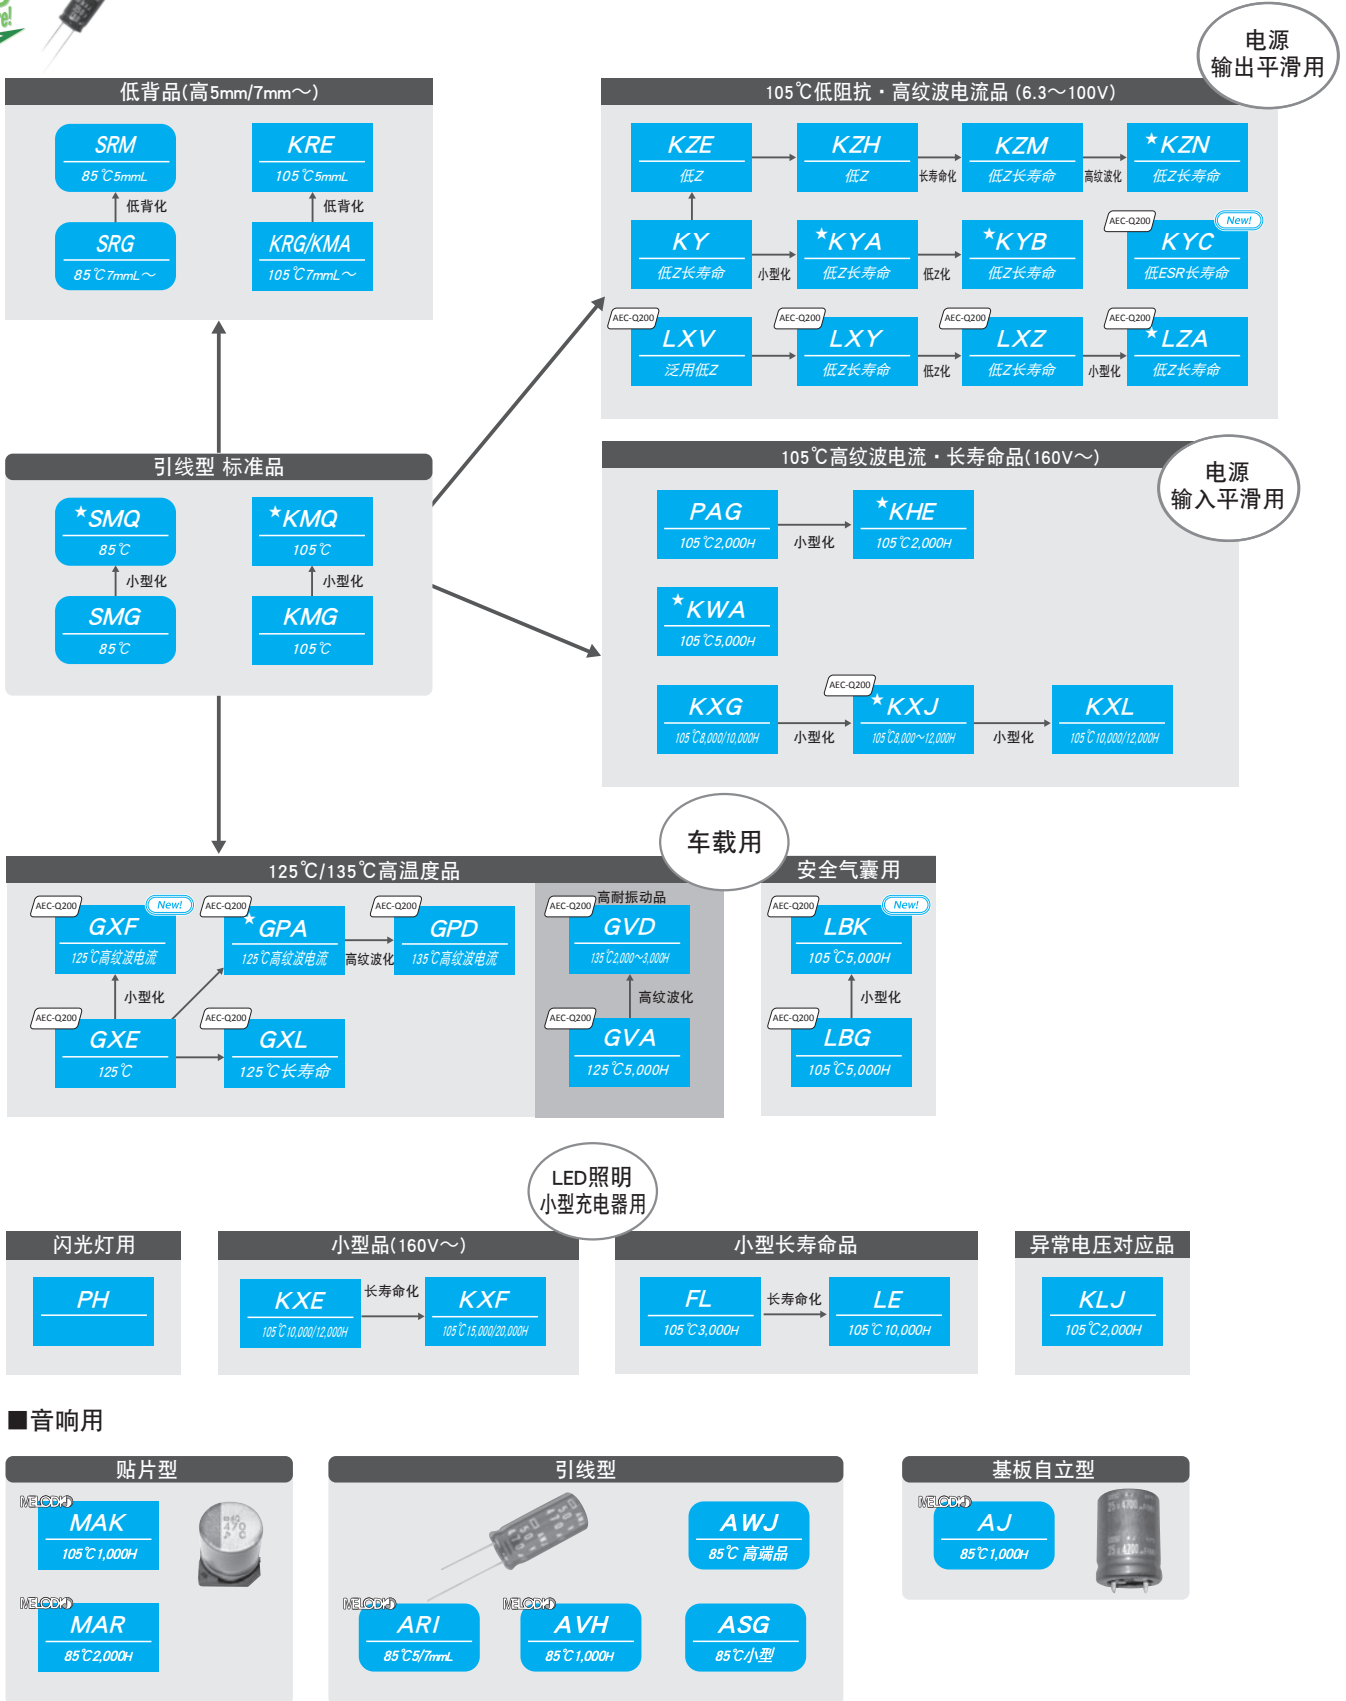 电源
输出平滑用
低背品(高5mm/7mm～)
SRM
85℃5mmL
KRE
105℃5mmL
低背化
低背化
SRG
85℃7mmL～
KRG/KMA
105℃7mmL～
105℃低阻抗・高纹波电流品 (6.3～100V)
KZE
低Z
KZH
低Z
长寿命化
KZM
低Z长寿命
高纹波化
★KZN
低Z长寿命
KY
低Z长寿命
小型化
★KYA
低Z长寿命
低Z化
★KYB
低Z长寿命
AEC-Q200
New!
KYC
低ESR长寿命
AEC-Q200
LXV
泛用低Z
AEC-Q200
LXY
低Z长寿命
低Z化
AEC-Q200
LXZ
低Z长寿命
小型化
AEC-Q200
★LZA
低Z长寿命
引线型 标准品
★SMQ
85℃
★KMQ
105℃
小型化
小型化
SMG
85℃
KMG
105℃
105℃高纹波电流・长寿命品(160V～)
电源
输入平滑用
PAG
105℃2,000H
小型化
★KHE
105℃2,000H
★KWA
105℃5,000H
KXG
105℃8,000/10,000H
小型化
AEC-Q200
★KXJ
105℃8,000～12,000H
小型化
KXL
105℃10,000/12,000H
车载用
125℃/135℃高温度品
AEC-Q200
New!
GXF
125℃高纹波电流
AEC-Q200
★GPA
125℃高纹波电流
高纹波化
AEC-Q200
GPD
135℃高纹波电流
小型化
AEC-Q200
GXE
125℃
AEC-Q200
GXL
125℃长寿命
高耐振动品
AEC-Q200
GVD
135℃2,000～3,000H
高纹波化
AEC-Q200
GVA
125℃5,000H
安全气囊用
AEC-Q200
New!
LBK
105℃5,000H
小型化
AEC-Q200
LBG
105℃5,000H
LED照明
小型充电器用
闪光灯用
PH
小型品(160V～)
KXE
105℃10,000/12,000H
长寿命化
KXF
105℃15,000/20,000H
小型长寿命品
FL
105℃3,000H
长寿命化
LE
105℃10,000H
异常电压对应品
KLJ
105℃2,000H
■音响用
贴片型
MELODIO
MAK
105℃1,000H
MELODIO
MAR
85℃2,000H
引线型
AWJ
85℃ 高端品
MELODIO
ARI
85℃5/7mmL
MELODIO
AVH
85℃1,000H
ASG
85℃小型
基板自立型
MELODIO
AJ
85℃1,000H